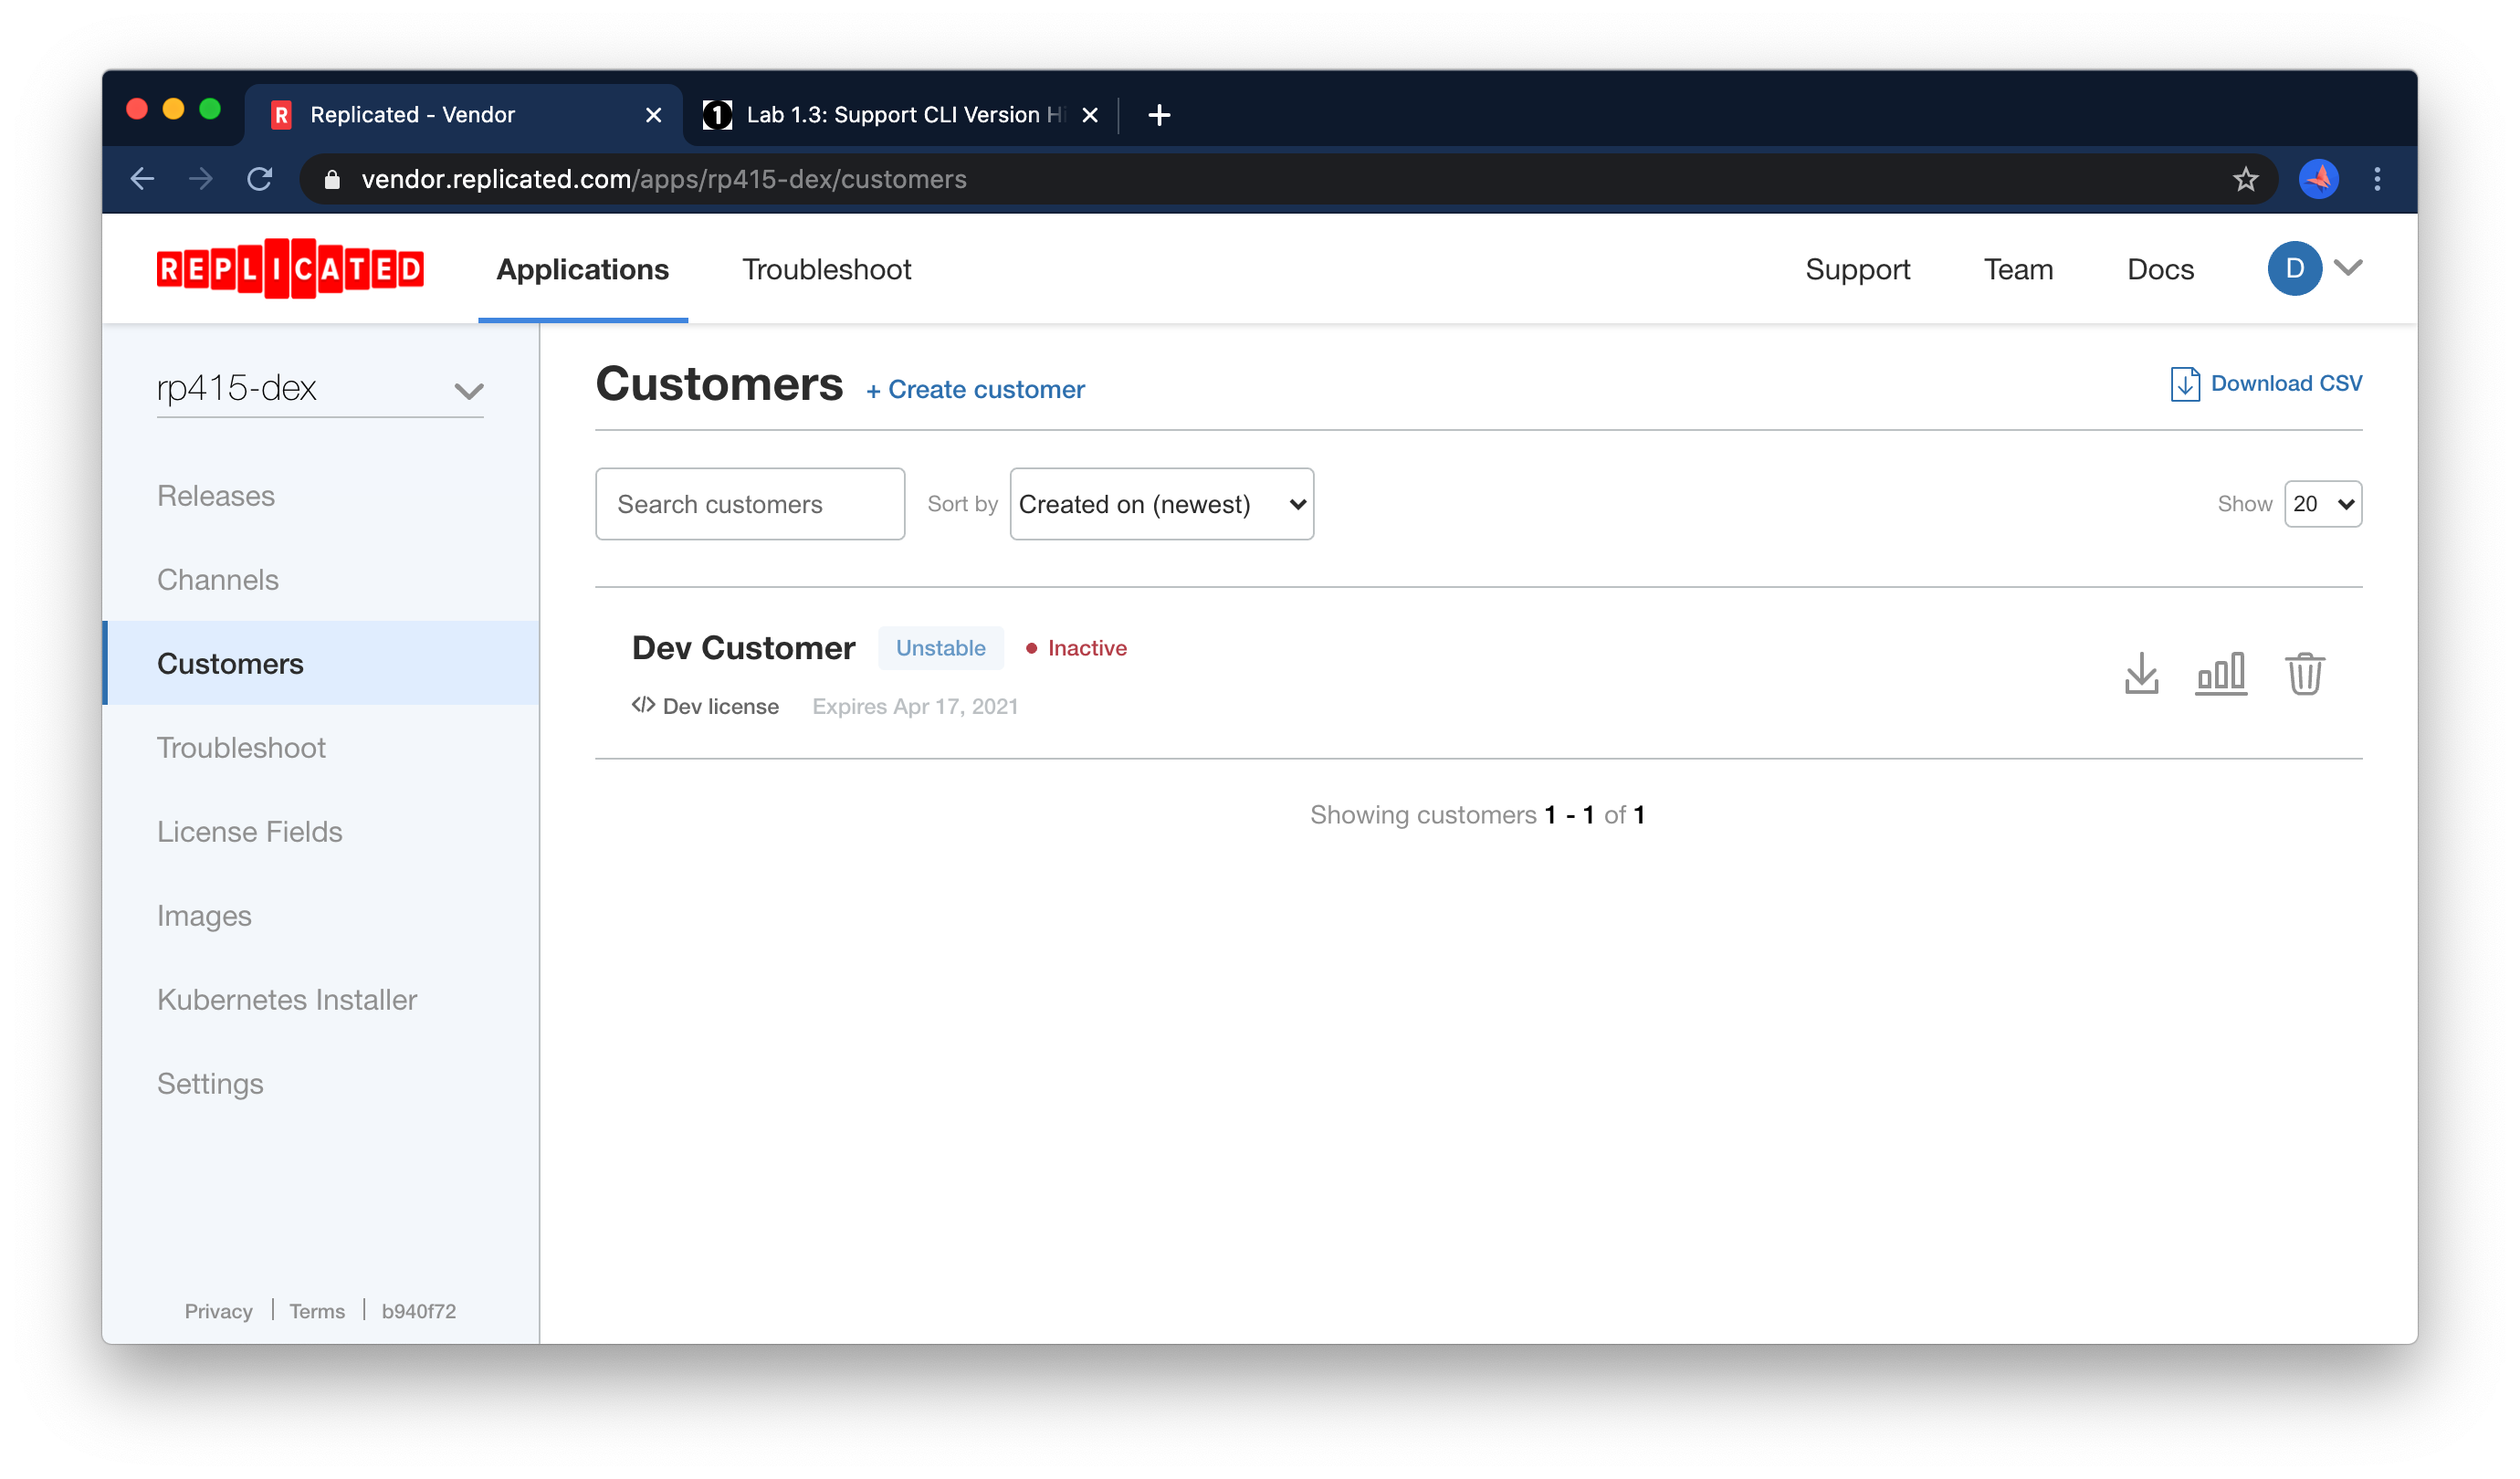 Replicated - Vendor
Lab 1.3: Support CLI Version
vendor.replicated.com/apps/rp415-dex/customers
REPLICATED
Applications
Troubleshoot
Support
Team
Docs
D
rp415-dex
Releases
Channels
Customers
Troubleshoot
License Fields
Images
Kubernetes Installer
Settings
Privacy | Terms | b940f72
Customers + Create customer
Download CSV
Search customers
Sort by
Created on (newest)
Show
20
Dev Customer Unstable Inactive
</> Dev license Expires Apr 17, 2021
Showing customers 1 - 1 of 1